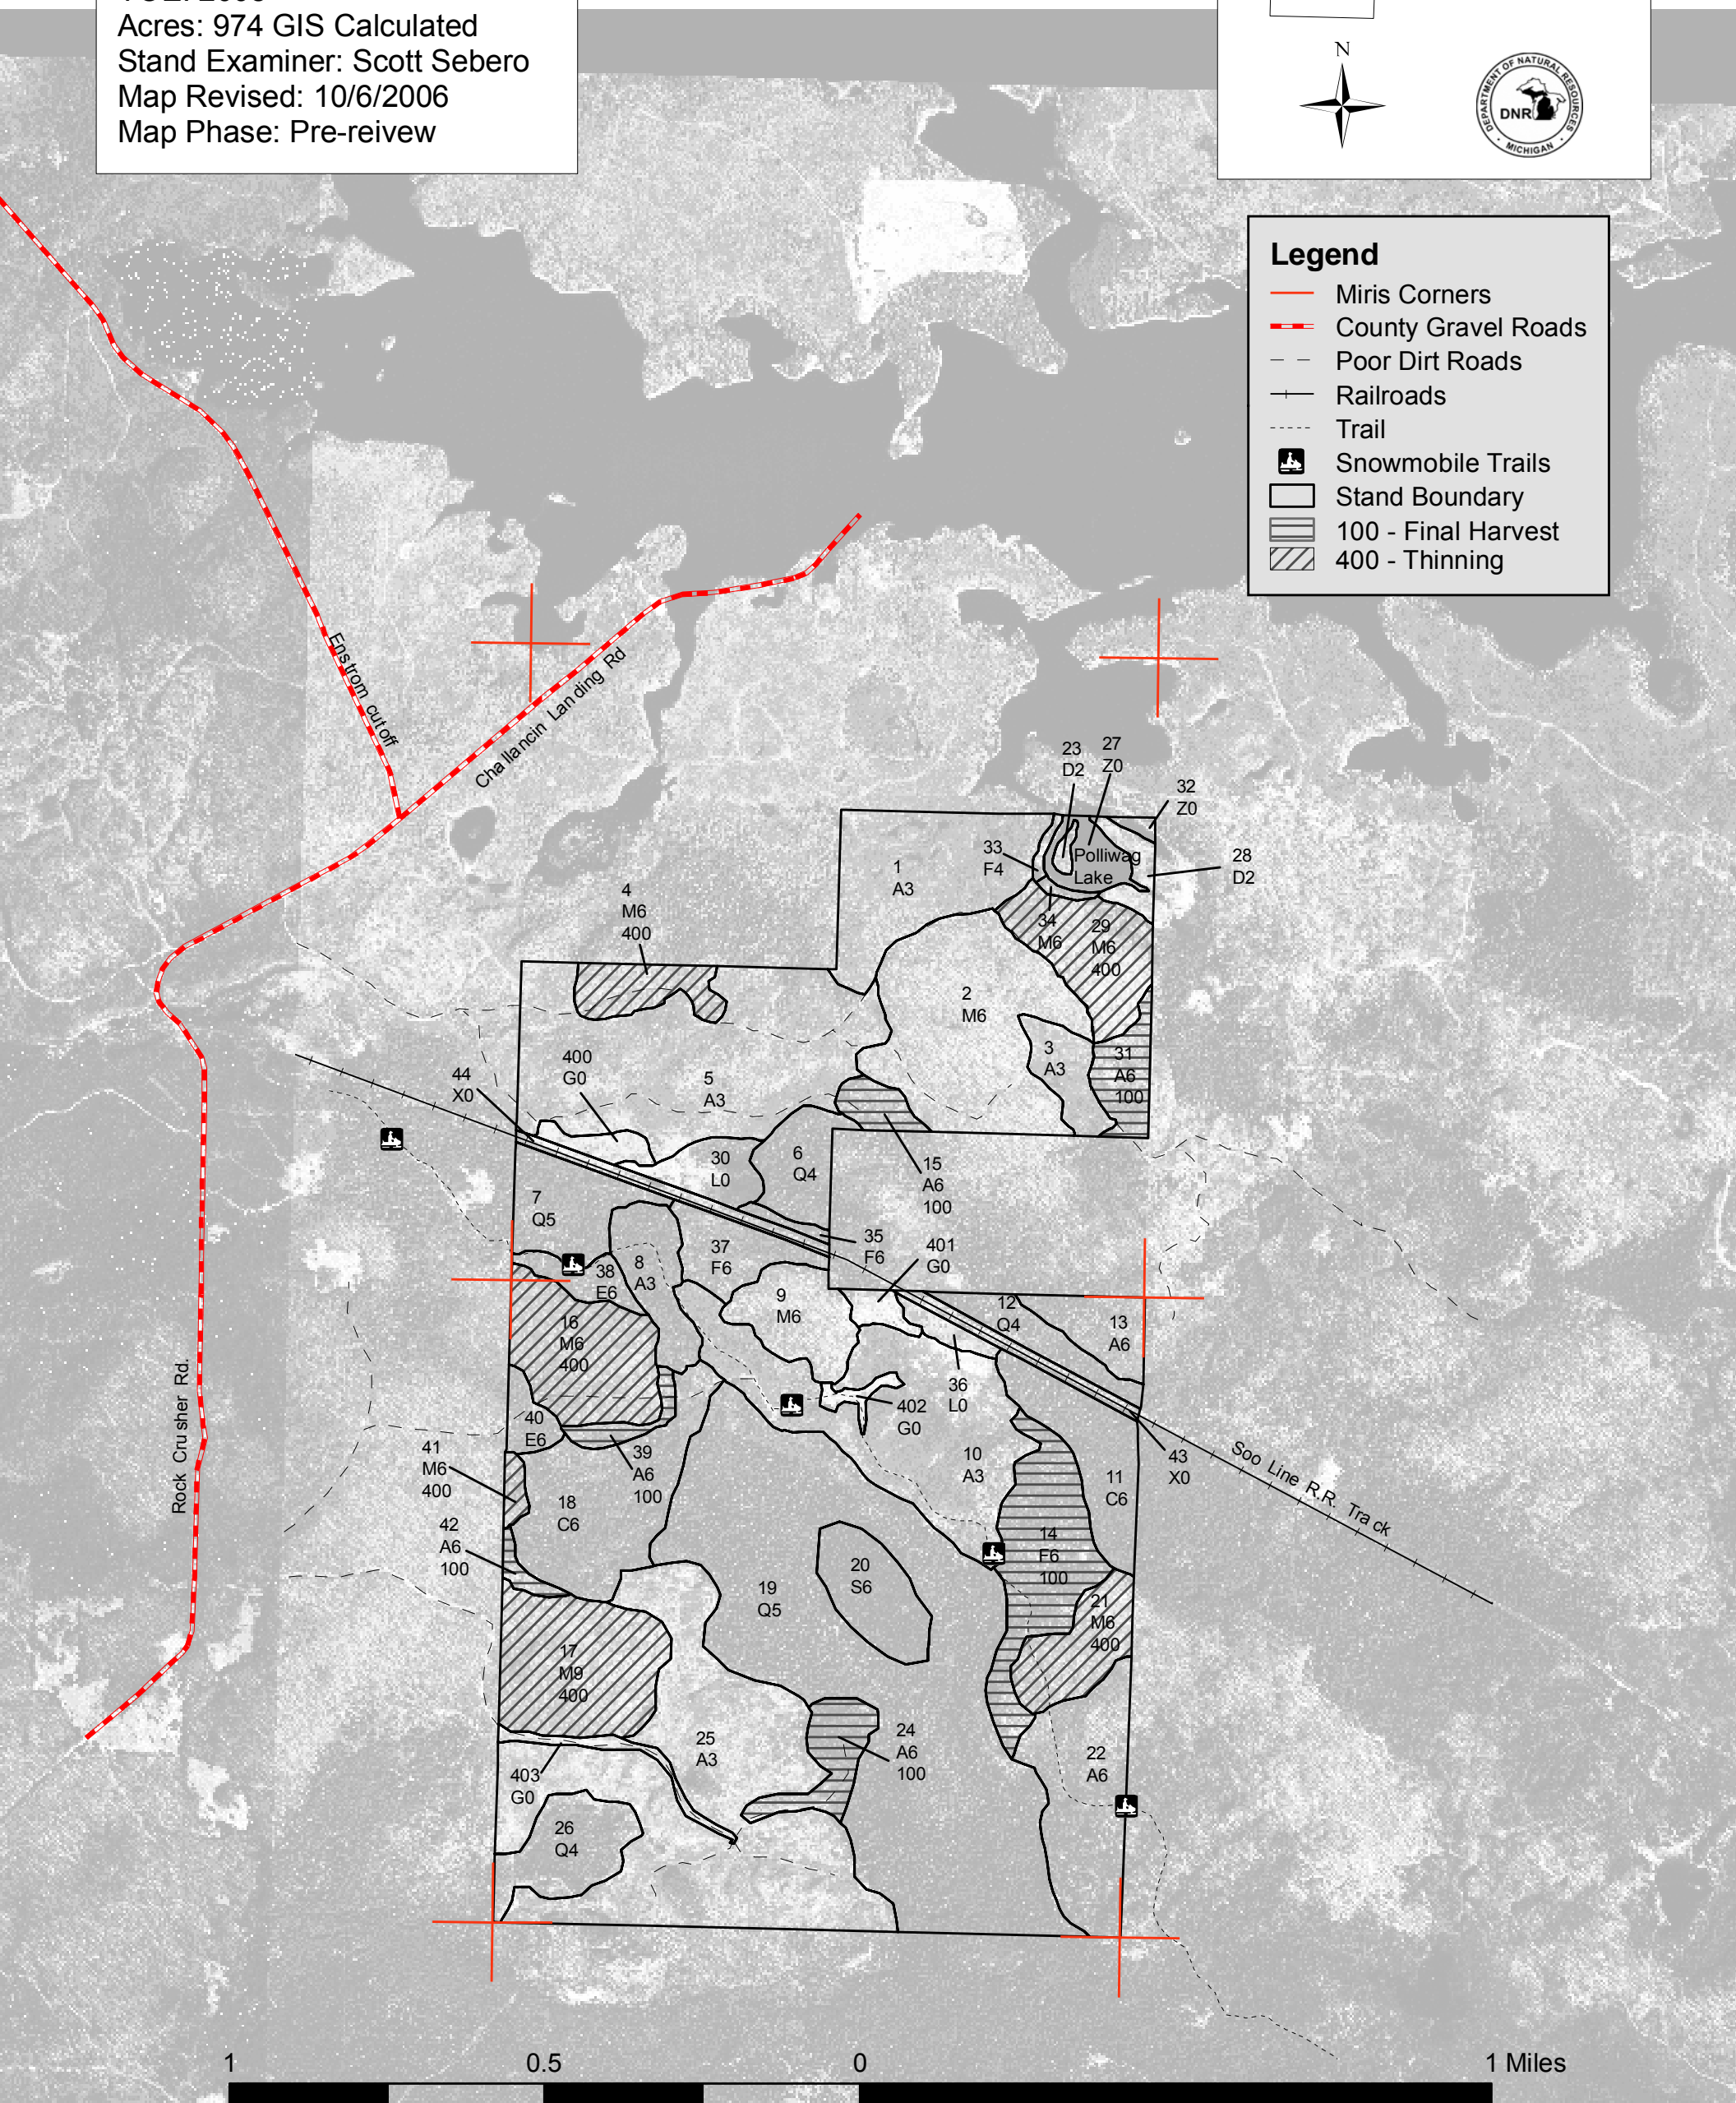 Acres: 974 GIS Calculated
Stand Examiner: Scott Sebero
Map Revised: 10/6/2006
Map Phase: Pre-reivew
N
DEPARTMENT OF NATURAL RESOURCES
DNR
MICHIGAN
Legend
Miris Corners
County Gravel Roads
Poor Dirt Roads
Railroads
Trail
Snowmobile Trails
Stand Boundary
100 - Final Harvest
400 - Thinning
Enstrom cutoff
Challancin Landing Rd
23
D2
27
Z0
32
Z0
33
F4
Polliwag
Lake
28
D2
1
A3
4
M6
400
34
M6
29
M6
400
2
M6
3
A3
31
A6
100
400
G0
44
X0
5
A3
30
L0
6
Q4
15
A6
100
7
Q5
35
F6
401
G0
37
F6
8
A3
38
E6
9
M6
12
Q4
13
A6
16
M6
400
36
L0
402
G0
40
E6
39
A6
100
41
M6
400
10
A3
11
C6
43
X0
Soo Line R.R. Track
Rock Crusher Rd.
18
C6
42
A6
100
14
F6
100
20
S6
19
Q5
21
M6
400
17
M9
400
25
A3
24
A6
100
22
A6
403
G0
26
Q4
1
0.5
0
1 Miles